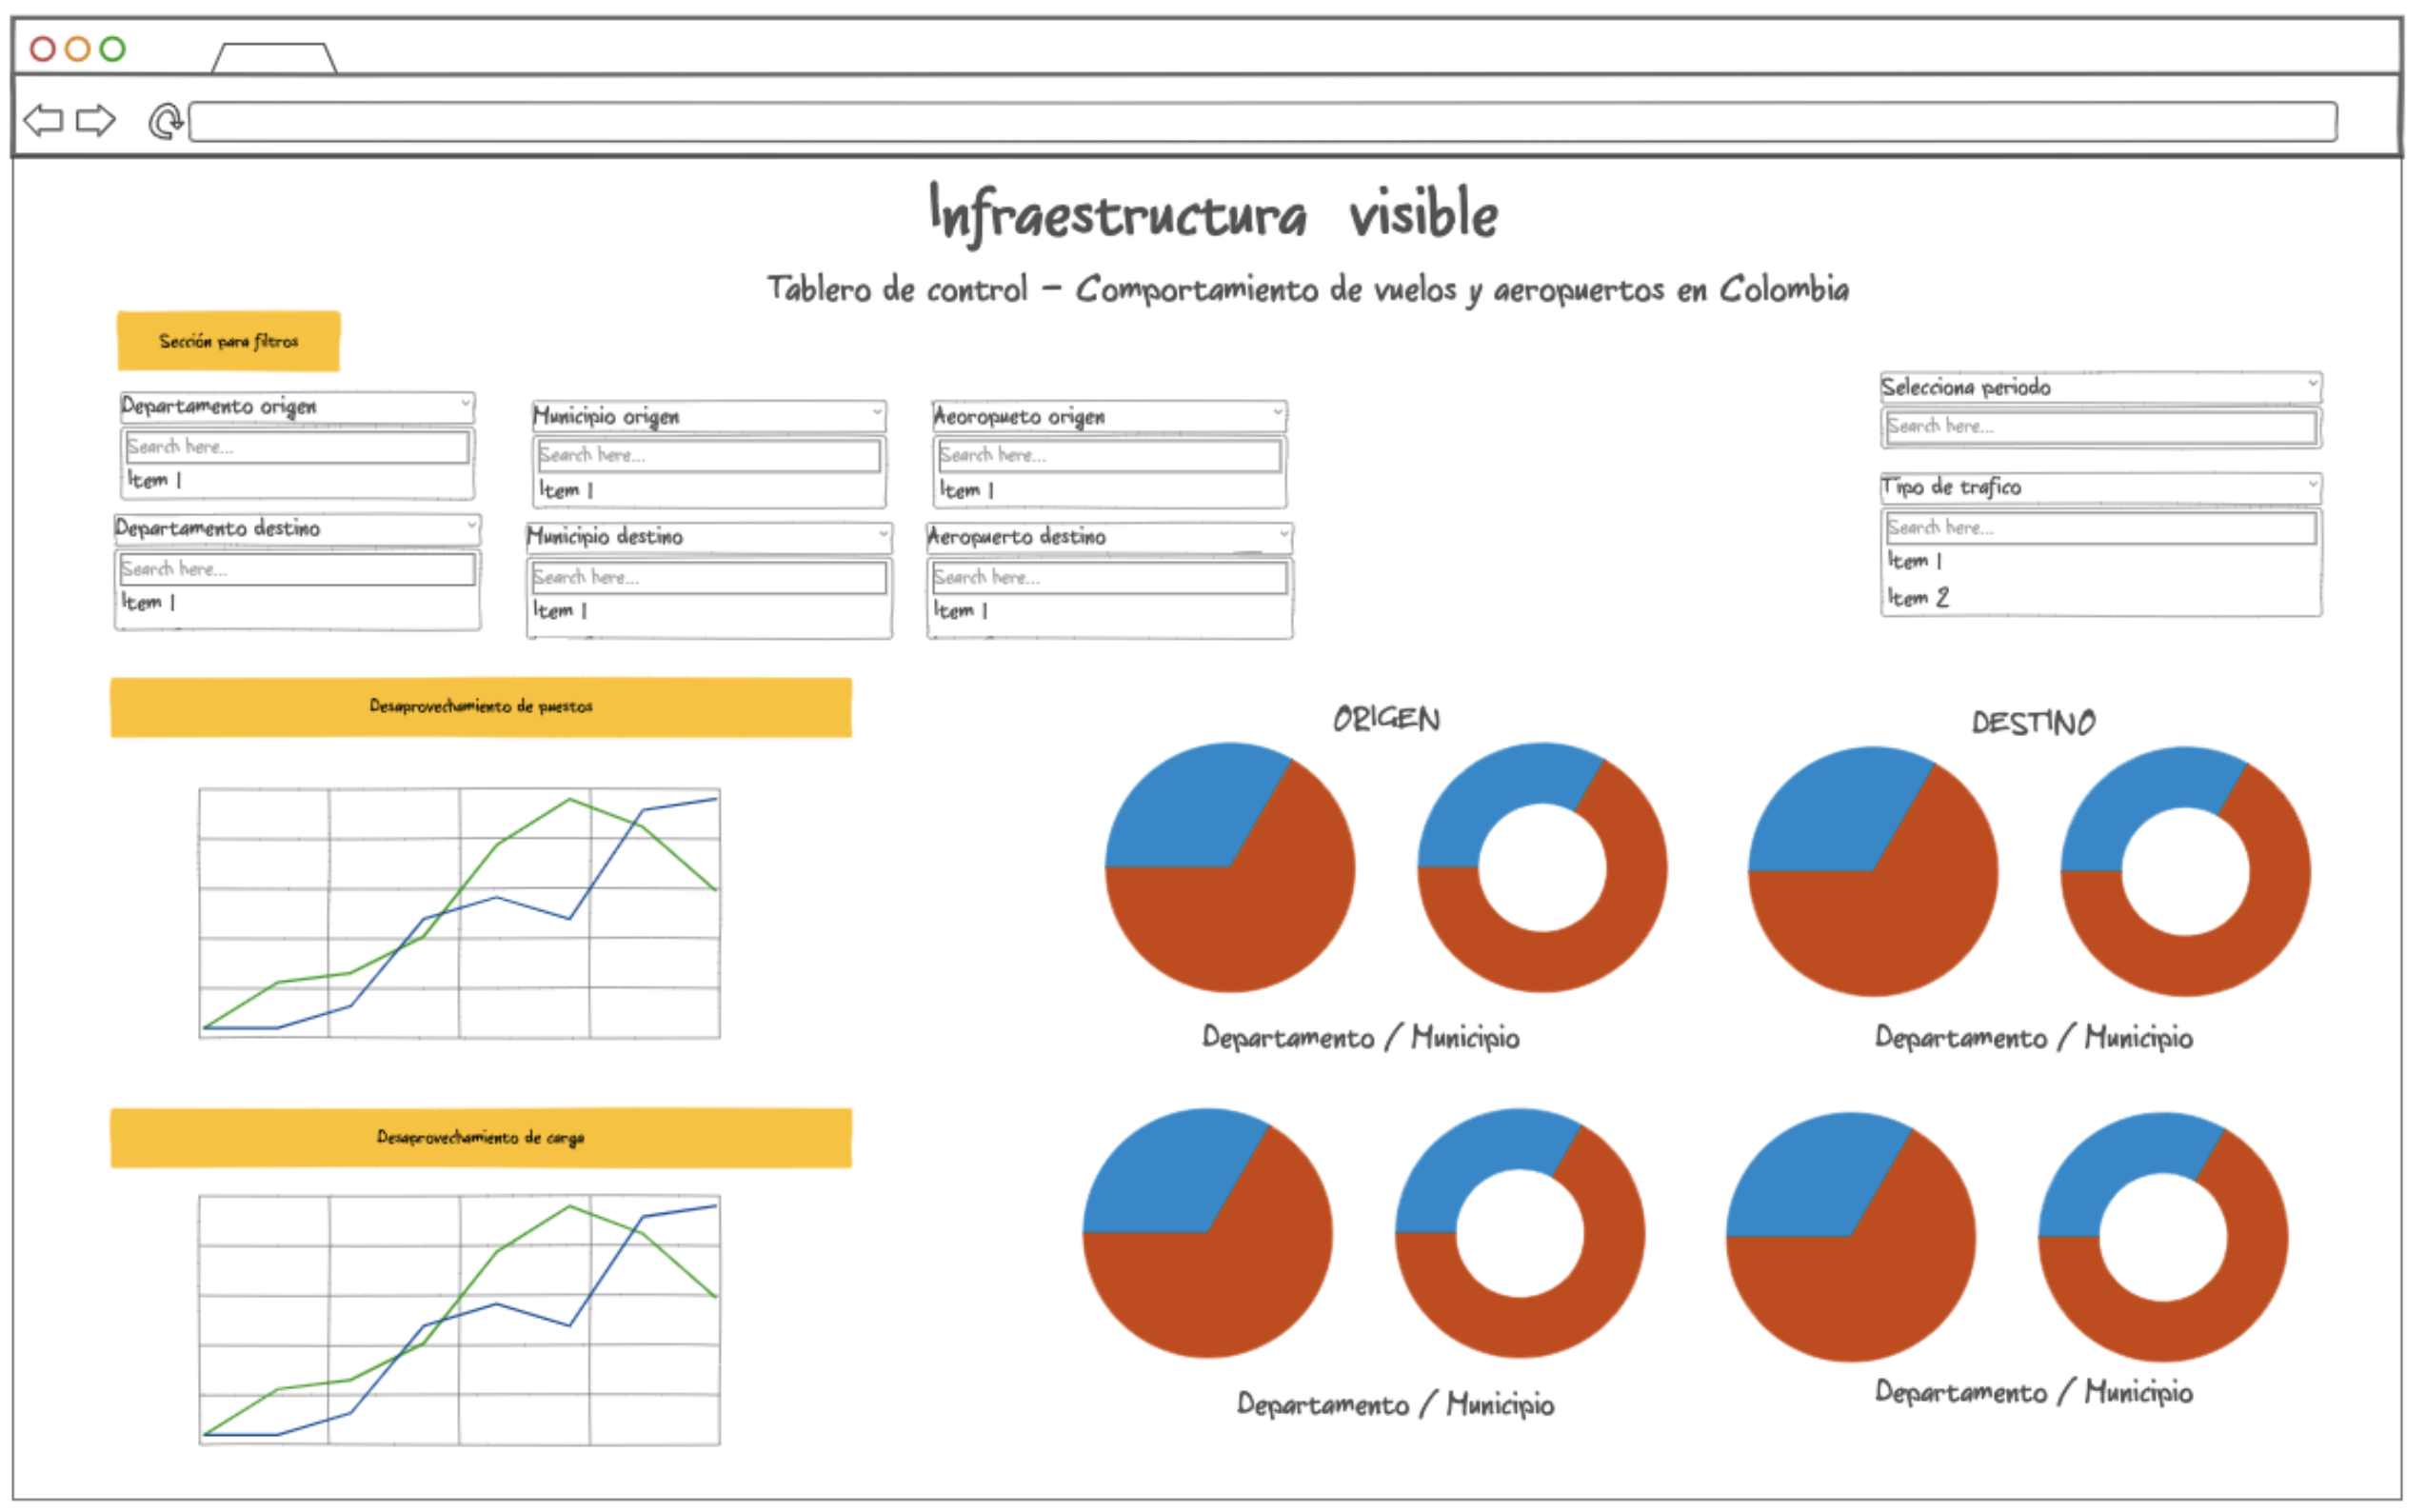 Infraestructura visible
Tablero de control - Comportamiento de vuelos y aeropuertos en Colombia
Sección para filtros
Departamento origen
Search here...
Item 1
Municipio origen
Search here...
Item 1
Aeoropueto origen
Search here...
Item 1
Selecciona periodo
Search here...
Departamento destino
Search here...
Item 1
Municipio destino
Search here...
Item 1
Aeropuerto destino
Search here...
Item 1
Tipo de trafico
Search here...
Item 1
Item 2
Desaprovechamiento de puestos
ORIGEN
DESTINO
Departamento / Municipio
Departamento / Municipio
Desaprovechamiento de carga
Departamento / Municipio
Departamento / Municipio